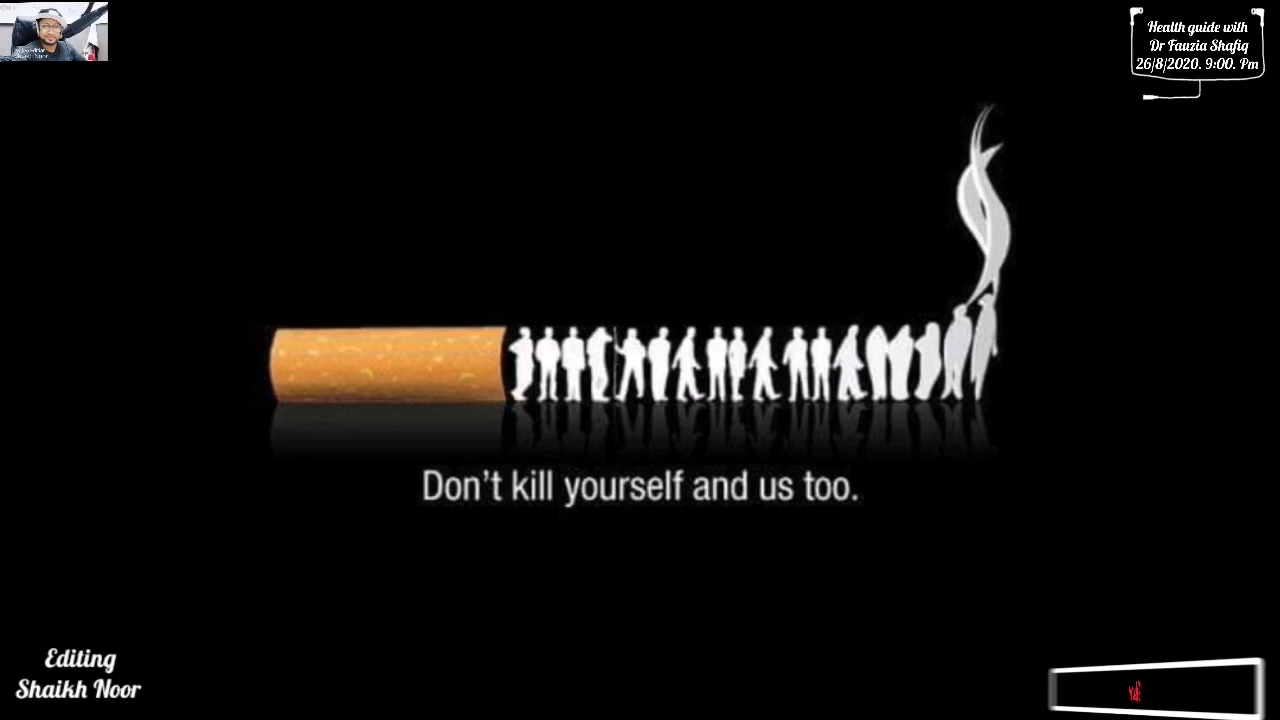 Health guide with
Dr Fauzia Shafiq
26/8/2020. 9:00. Pm
Don't kill yourself and us too.
Editing
Shaikh Noor